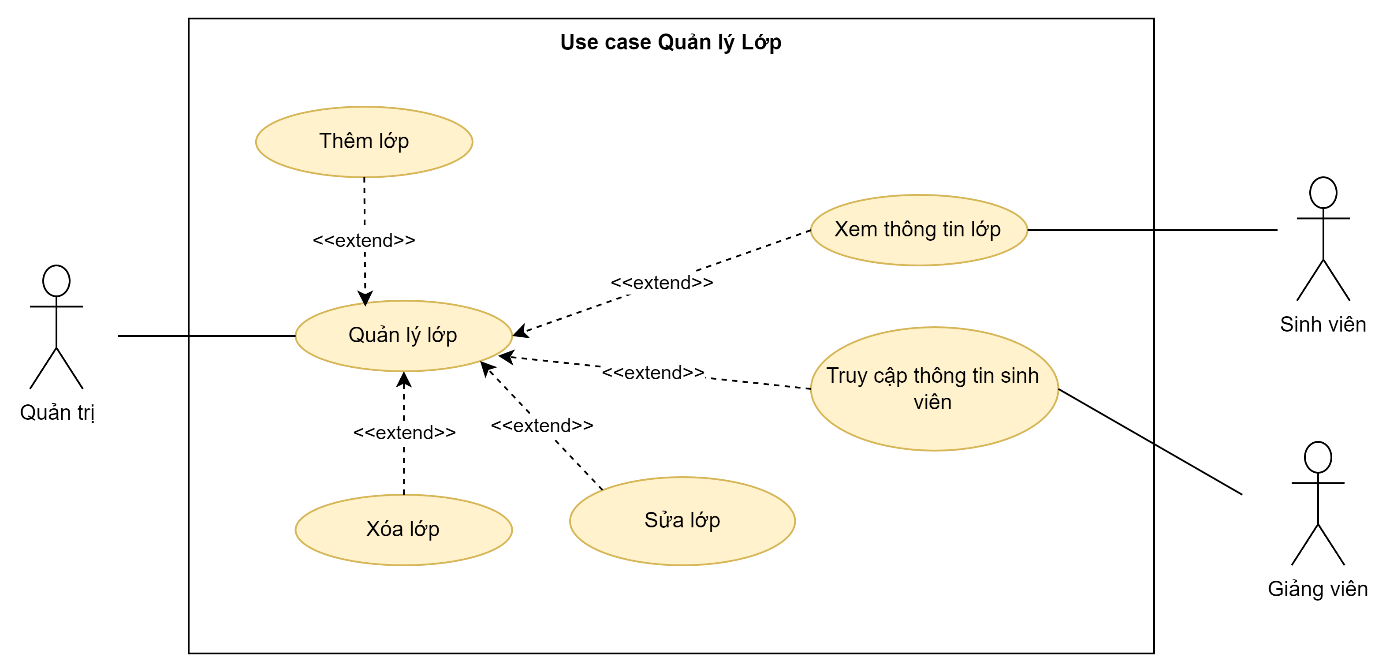 Use case Quản lý Lớp
Thêm lớp
<<extend>>
Xem thông tin lớp
<<extend>>
Sinh viên
Quản lý lớp
Quản trị
<<extend>>
Truy cập thông tin sinh
viên
<<extend>>
<<extend>>
Xóa lớp
Sửa lớp
Giảng viên